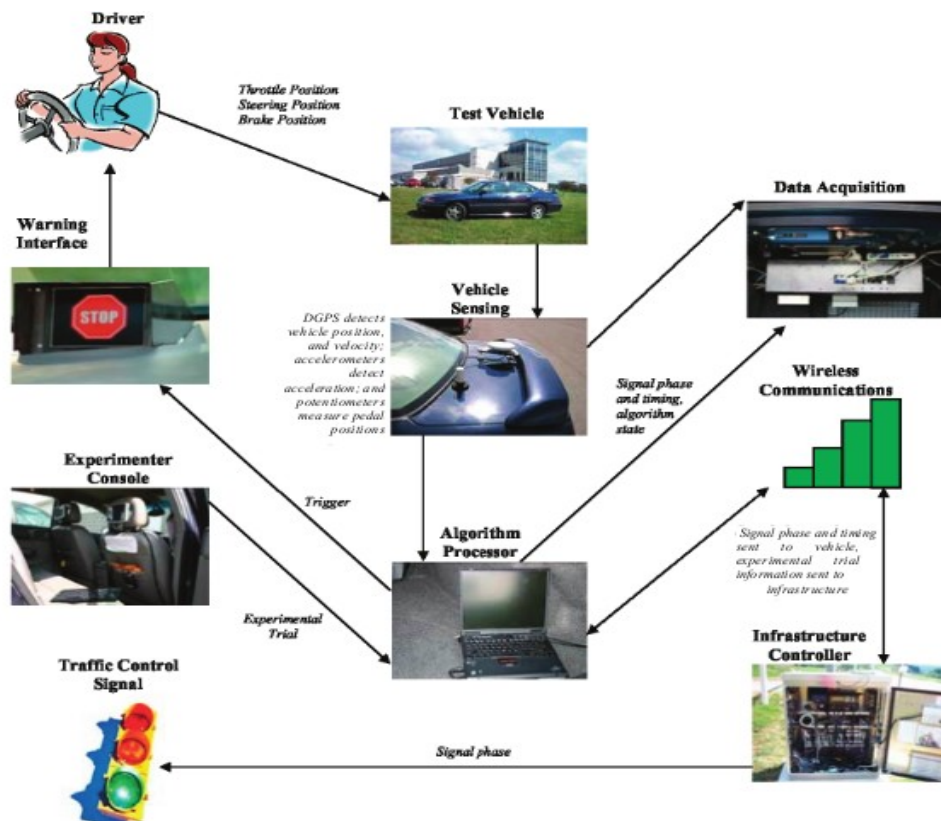 Driver
Throttle Position
Steering Position
Brake Position
Test Vehicle
Data Acquisition
Warning
Interface
STOP
Vehicle
Sensing
DGPS detects
vehicle position,
and velocity;
accelerometers
detect
acceleration; and
potentiometers
measure pedal
positions
Signal phase
and timing,
algorithm
state
Wireless
Communications
Experimenter
Console
Trigger
Algorithm
Processor
Signal phase and timing
sent to vehicle,
experimental trial
information sent to
infrastructure
Experimental
Trial
Infrastructure
Controller
Traffic Control
Signal
Signal phase